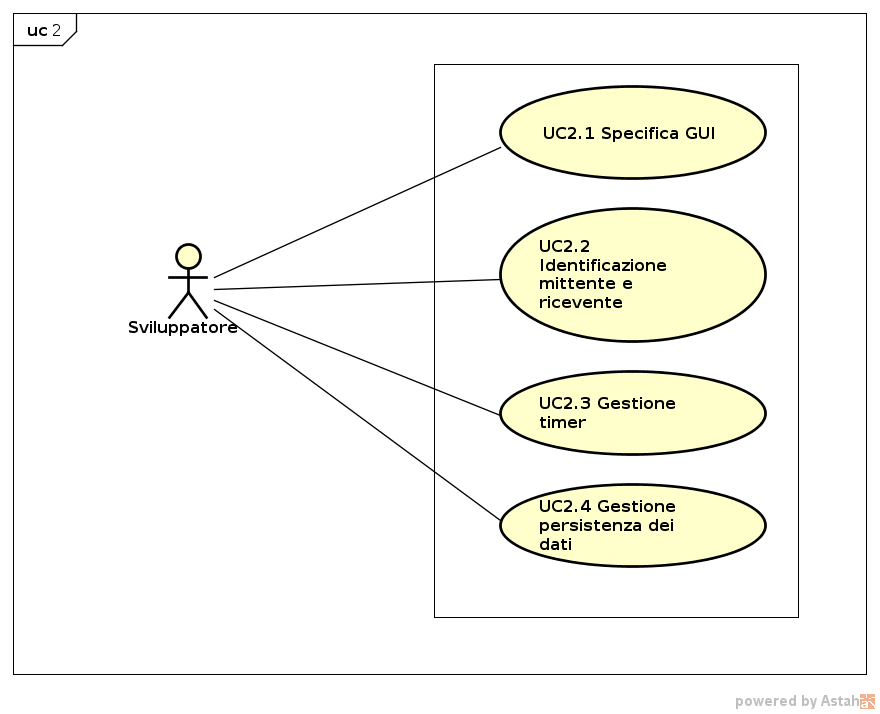 uc 2
UC2.1 Specifica GUI
UC2.2
Identificazione
mittente e
ricevente
Sviluppatore
UC2.3 Gestione
timer
UC2.4 Gestione
persistenza dei
dati
powered by Astah